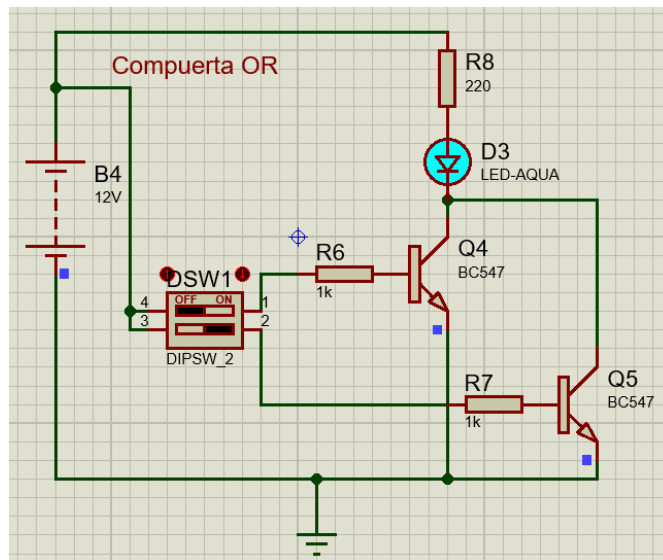 Compuerta OR
R8
220
D3
LED-AQUA
B4
12V
DSW1
OFF ON
4
3
1
2
DIPSW_2
R6
1k
Q4
BC547
R7
1k
Q5
BC547